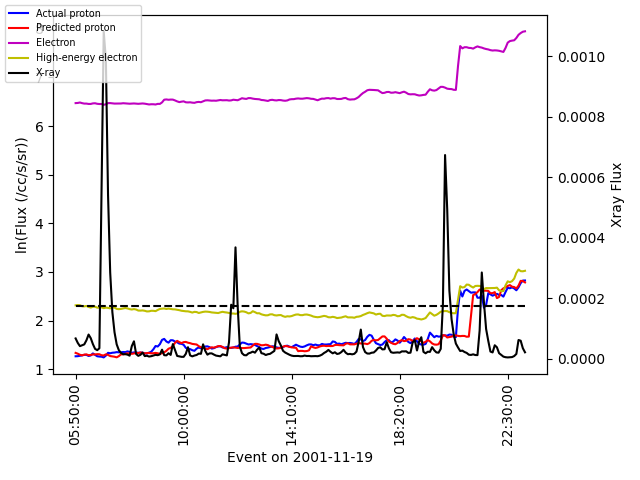 Actual proton
Predicted proton
Electron
High-energy electron
X-ray
ln(Flux (/cc/s/sr))
6
5
4
3
2
1
0.0010
0.0008
0.0006
0.0004
0.0002
0.0000
Xray Flux
05:50:00
10:00:00
14:10:00
18:20:00
22:30:00
Event on 2001-11-19